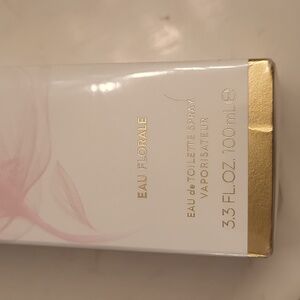 EAU FLORALE
EAU de TOILETTE SPRAY
VAPORISATEUR
3.3 FL.OZ. 100 mL ℮